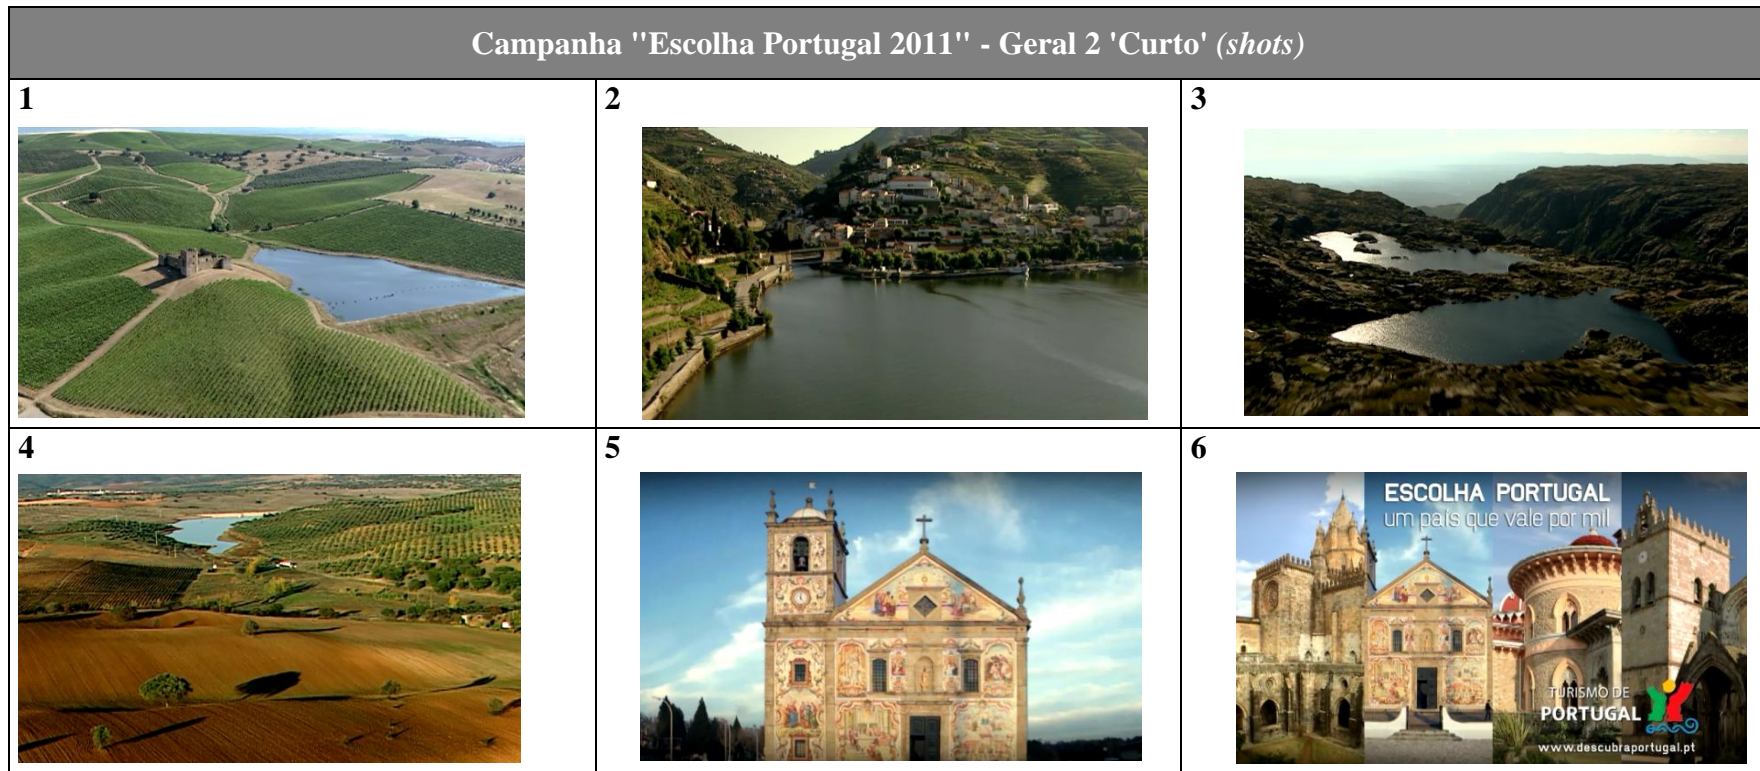 Campanha "Escolha Portugal 2011" - Geral 2 'Curto' (shots)
1
2
3
4
5
6
ESCOLHA PORTUGAL
um país que vale por mil
TURISMO DE
PORTUGAL
www.descubraportugal.pt